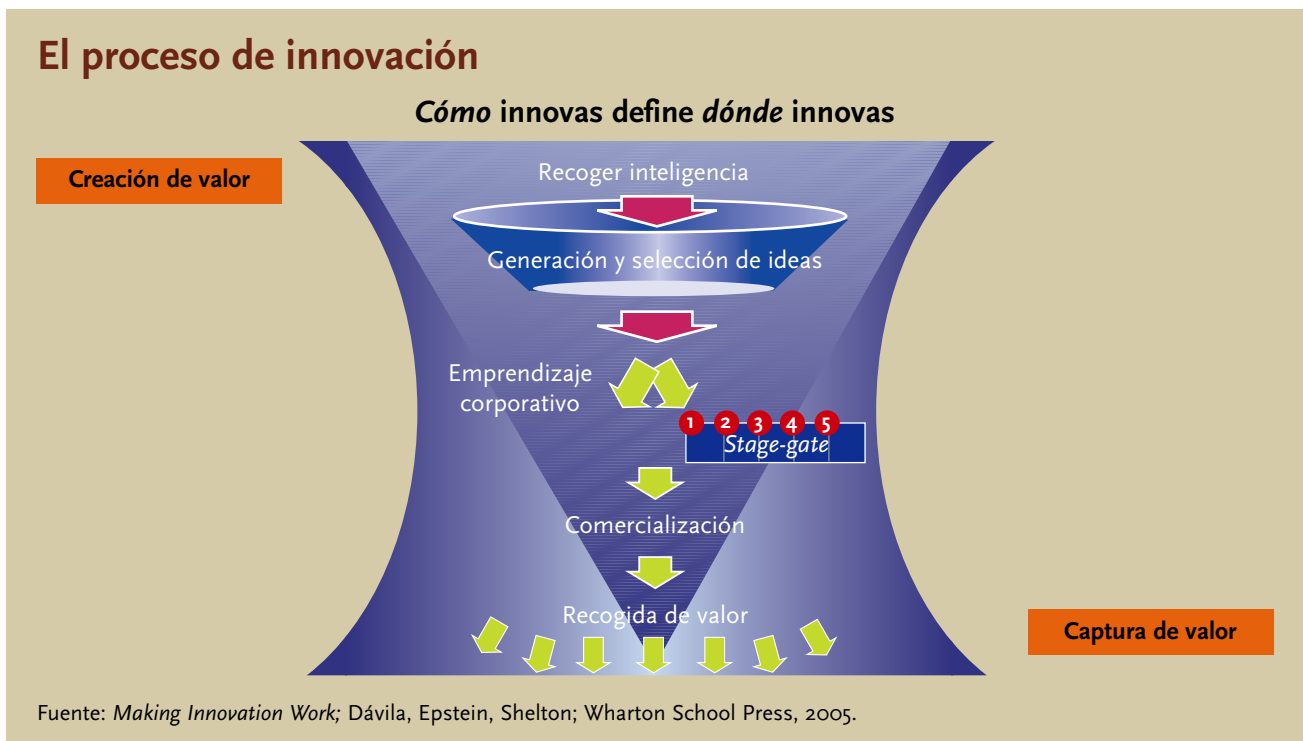 El proceso de innovación
Cómo innovas define dónde innovas
Creación de valor
Recoger inteligencia
Generación y selección de ideas
Emprendizaje
corporativo
1 2 3 4 5
Stage-gate
Comercialización
Recogida de valor
Captura de valor
Fuente: Making Innovation Work; Dávila, Epstein, Shelton; Wharton School Press, 2005.